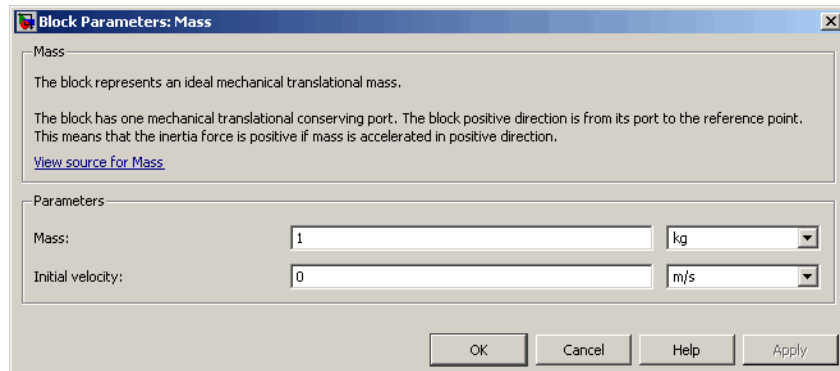 Block Parameters: Mass
Mass
The block represents an ideal mechanical translational mass.
The block has one mechanical translational conserving port. The block positive direction is from its port to the reference point.
This means that the inertia force is positive if mass is accelerated in positive direction.
View source for Mass
Parameters
Mass: 1 kg
Initial velocity: 0 m/s
OK Cancel Help Apply